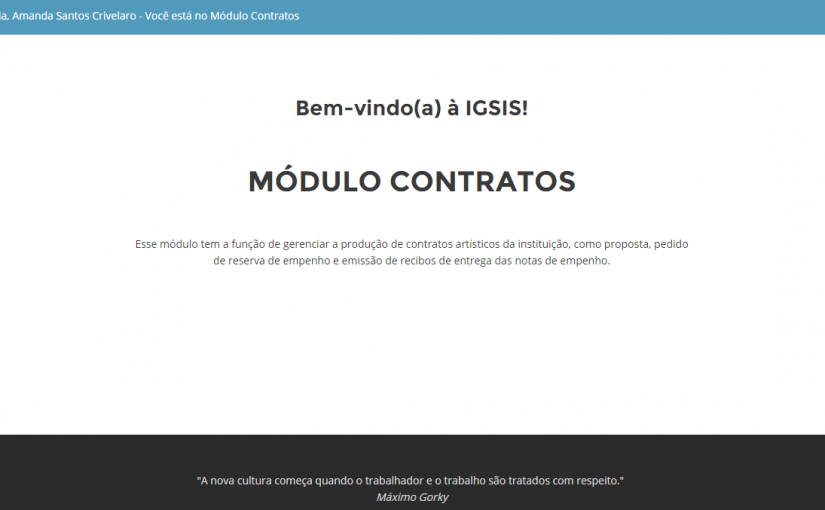 Amanda Santos Crivelaro - Você está no Módulo Contratos
Bem-vindo(a) à IGSIS!
MÓDULO CONTRATOS
Esse módulo tem a função de gerenciar a produção de contratos artísticos da instituição, como proposta, pedido
de reserva de empenho e emissão de recibos de entrega das notas de empenho.
"A nova cultura começa quando o trabalhador e o trabalho são tratados com respeito."
Máximo Gorky